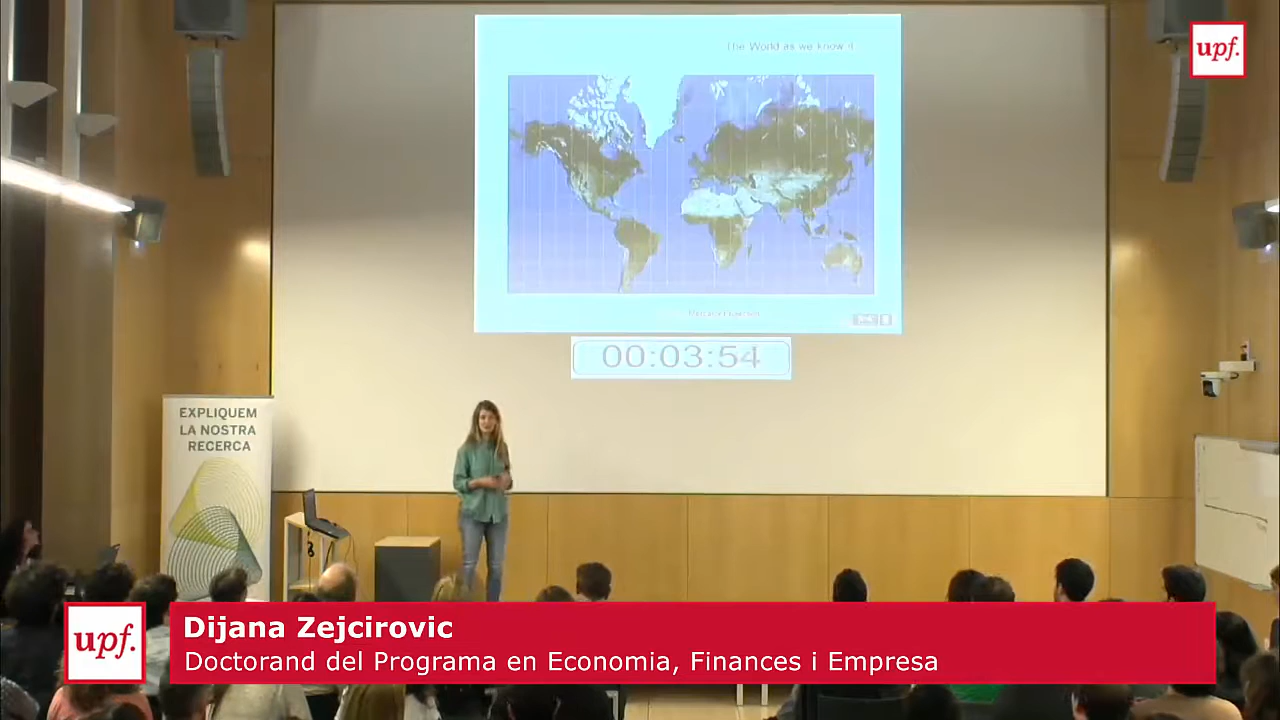 upf.
The World as we know it
00:03:54
EXPLIQUEM
LA NOSTRA
RECERCA
upf.
Dijana Zejcirovic
Doctorand del Programa en Economia, Finances i Empresa